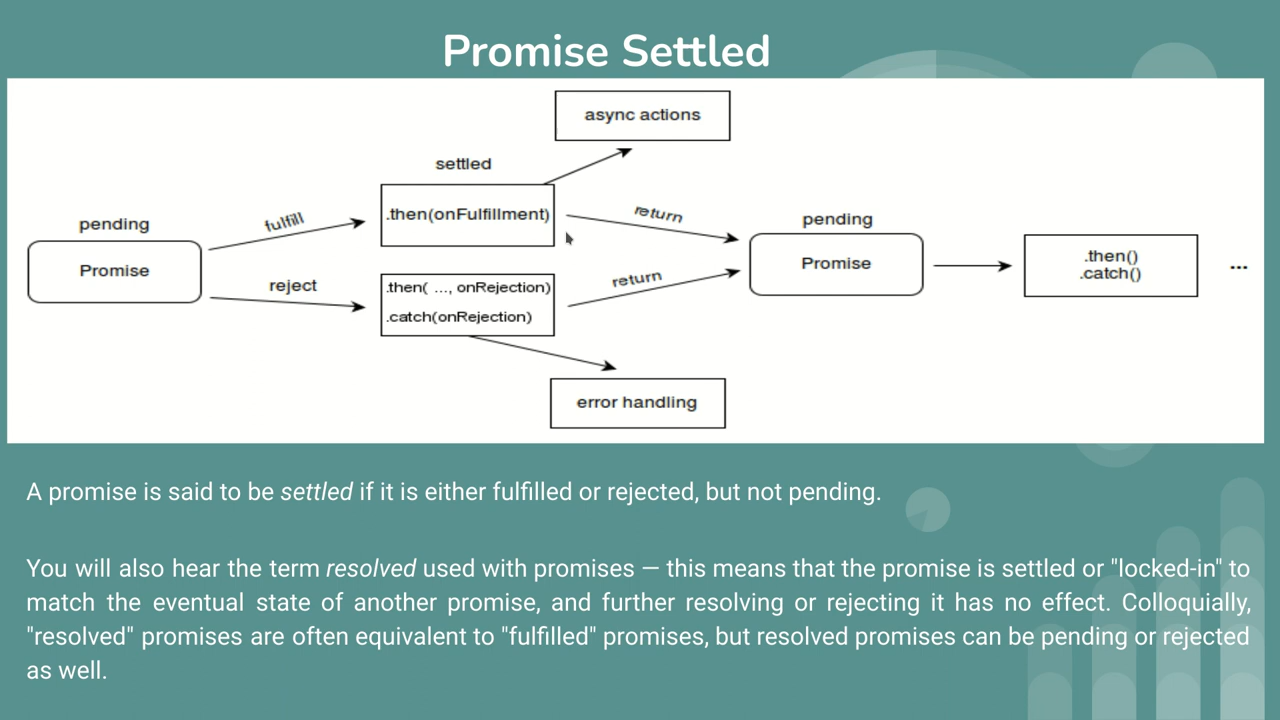 Promise Settled
async actions
settled
pending
fulfill
.then(onFulfillment)
return
pending
Promise
reject
.then( ..., onRejection)
.catch(onRejection)
return
Promise
.then()
.catch()
...
error handling
A promise is said to be settled if it is either fulfilled or rejected, but not pending.
You will also hear the term resolved used with promises — this means that the promise is settled or "locked-in" to
match the eventual state of another promise, and further resolving or rejecting it has no effect. Colloquially,
"resolved" promises are often equivalent to "fulfilled" promises, but resolved promises can be pending or rejected
as well.